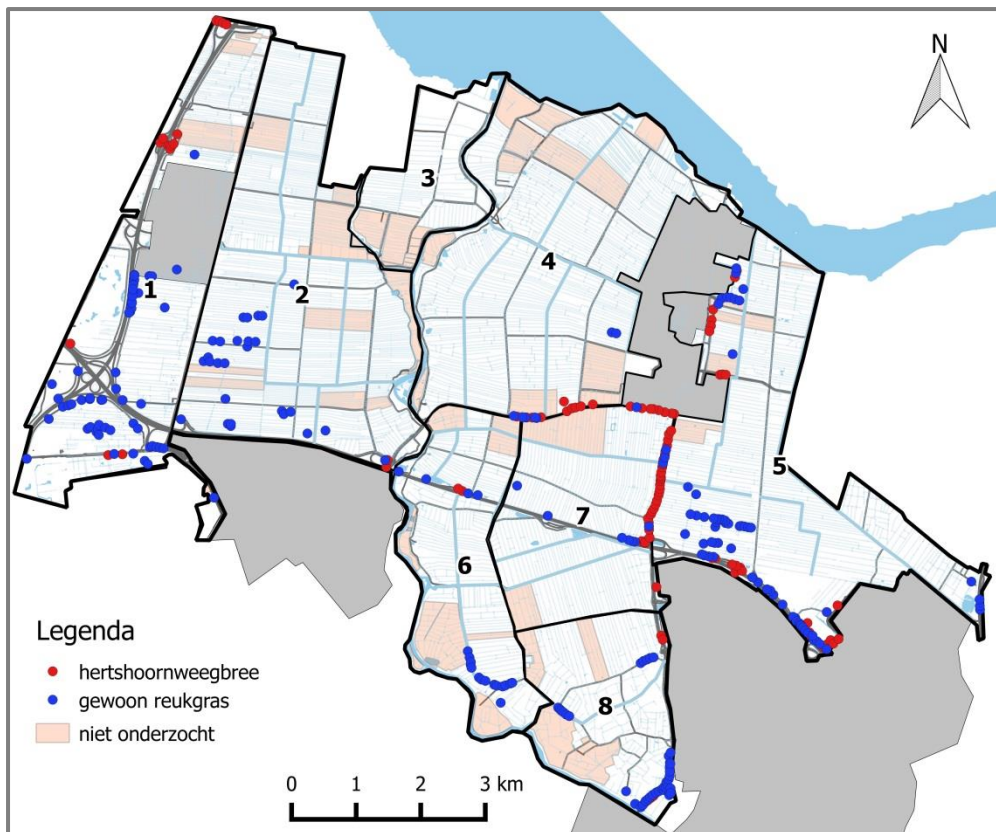 N
3
4
1
2
5
7
6
8
Legenda
hertshoornweegbree
gewoon reukgras
niet onderzocht
0 1 2 3 km